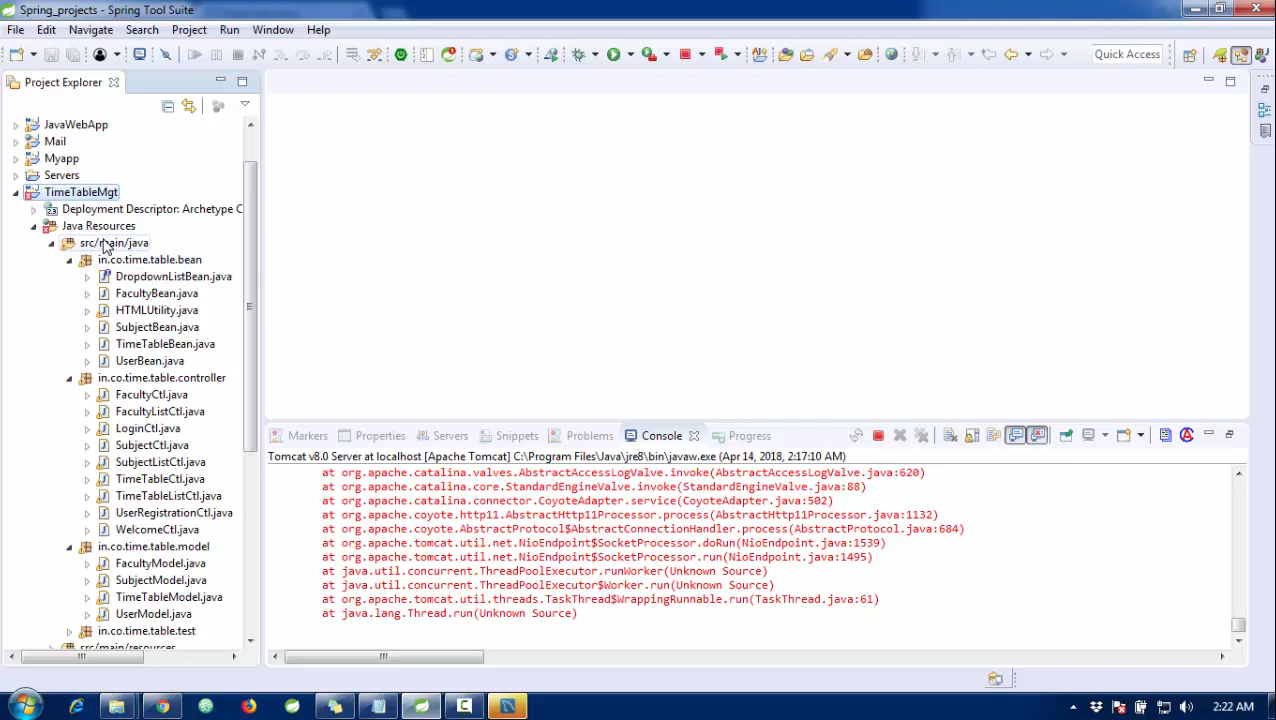 Spring_projects - Spring Tool Suite
File Edit Navigate Search Project Run Window Help
Quick Access
Project Explorer
JavaWebApp
Mail
Myapp
Servers
TimeTableMgt
Deployment Descriptor: Archetype C
Java Resources
src/main/java
in.co.time.table.bean
DropdownListBean.java
FacultyBean.java
HTMLUtility.java
SubjectBean.java
TimeTableBean.java
UserBean.java
in.co.time.table.controller
FacultyCtl.java
FacultyListCtl.java
LoginCtl.java
SubjectCtl.java
SubjectListCtl.java
TimeTableCtl.java
TimeTableListCtl.java
UserRegistrationCtl.java
WelcomeCtl.java
in.co.time.table.model
FacultyModel.java
SubjectModel.java
TimeTableModel.java
UserModel.java
in.co.time.table.test
src/main/resources
Markers Properties Servers Snippets Problems Console Progress
Tomcat v8.0 Server at localhost [Apache Tomcat] C:\Program Files\Java\jre8\bin\javaw.exe (Apr 14, 2018, 2:17:10 AM)
at org.apache.catalina.valves.AbstractAccessLogValve.invoke(AbstractAccessLogValve.java:620)
at org.apache.catalina.core.StandardEngineValve.invoke(StandardEngineValve.java:88)
at org.apache.catalina.connector.CoyoteAdapter.service(CoyoteAdapter.java:502)
at org.apache.coyote.http11.AbstractHttp11Processor.process(AbstractHttp11Processor.java:1132)
at org.apache.coyote.AbstractProtocol$AbstractConnectionHandler.process(AbstractProtocol.java:684)
at org.apache.tomcat.util.net.NioEndpoint$SocketProcessor.doRun(NioEndpoint.java:1539)
at org.apache.tomcat.util.net.NioEndpoint$SocketProcessor.run(NioEndpoint.java:1495)
at java.util.concurrent.ThreadPoolExecutor.runWorker(Unknown Source)
at java.util.concurrent.ThreadPoolExecutor$Worker.run(Unknown Source)
at org.apache.tomcat.util.threads.TaskThread$WrappingRunnable.run(TaskThread.java:61)
at java.lang.Thread.run(Unknown Source)
2:22 AM